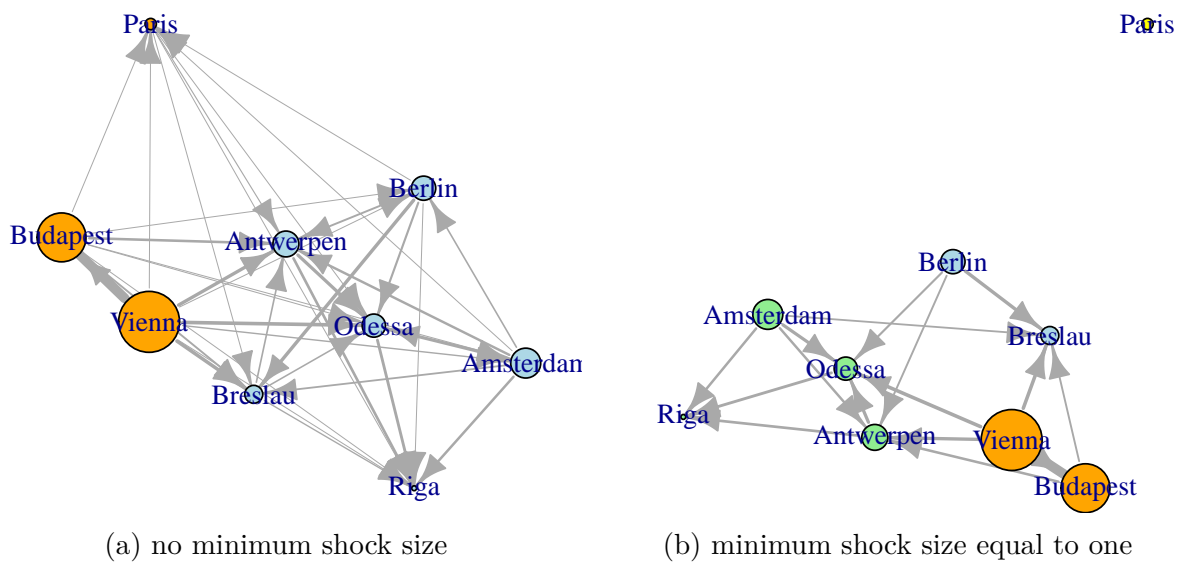 Paris
Berlin
Budapest
Antwerpen
Vienna
Odessa
Amsterdam
Breslau
Riga
(a) no minimum shock size
Paris
Berlin
Amsterdam
Breslau
Odessa
Riga
Antwerpen
Vienna
Budapest
(b) minimum shock size equal to one